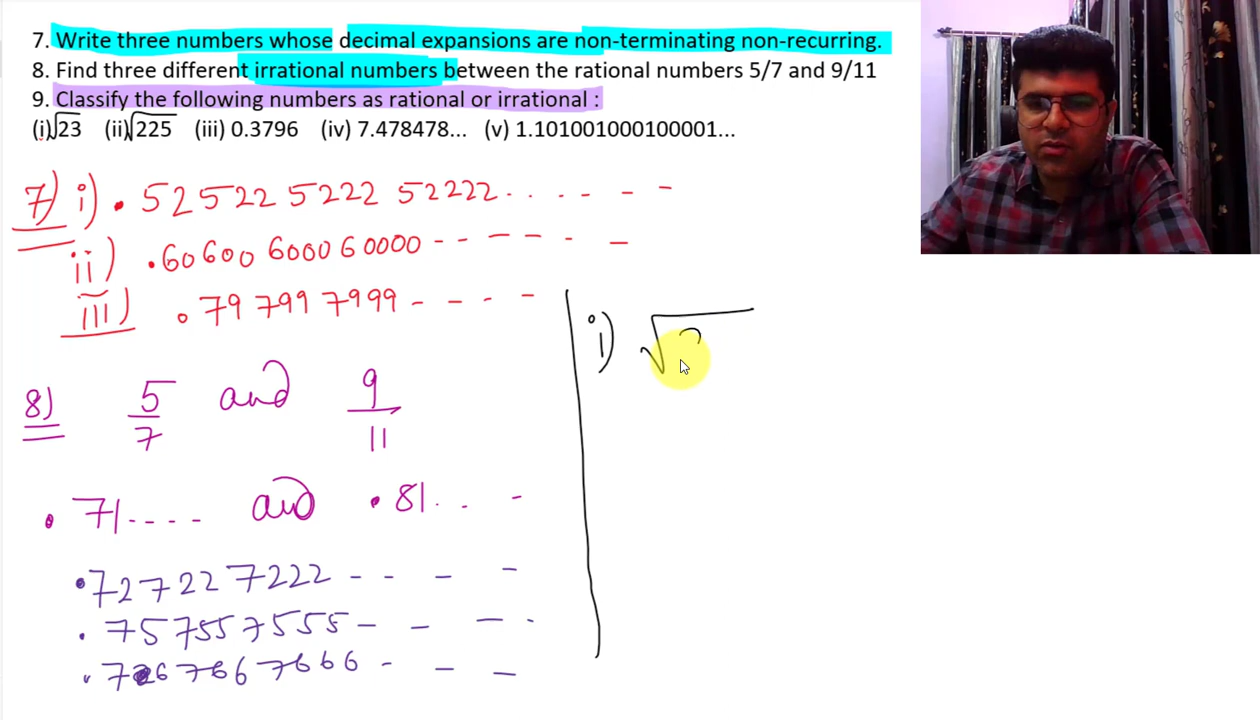 7. Write three numbers whose decimal expansions are non-terminating non-recurring.
8. Find three different irrational numbers between the rational numbers 5/7 and 9/11
9. Classify the following numbers as rational or irrational :
(i)√23 (ii)√225 (iii) 0.3796 (iv) 7.478478... (v) 1.101001000100001...
7) i) .52522522252222.......--
ii) .60600600060000-----.-
iii) .797997999----
8) 5/7 and 9/11
.71---- and .81..-
.727227222----
.757557555---.
.766767666---
i) √2